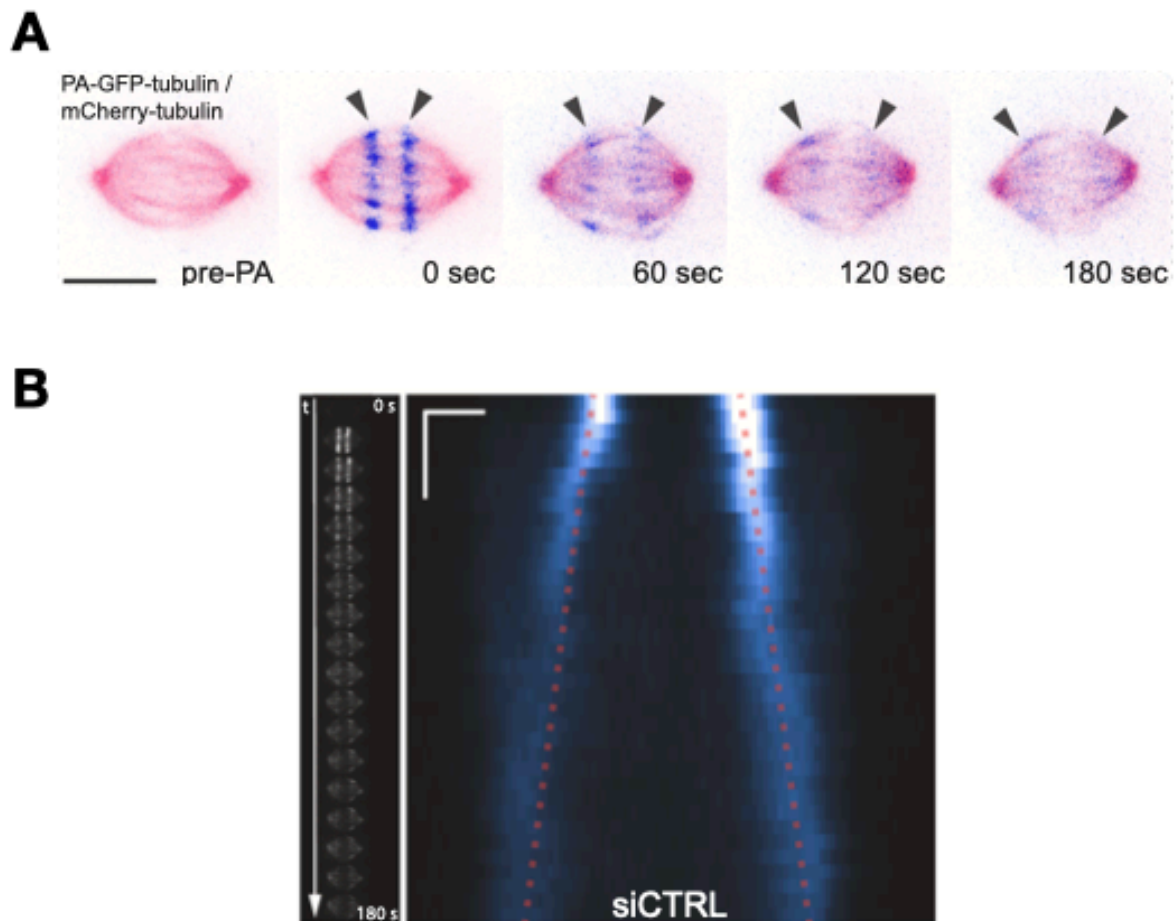 A
PA-GFP-tubulin /
mCherry-tubulin
pre-PA
0 sec
60 sec
120 sec
180 sec
B
t
0 s
180 s
siCTRL